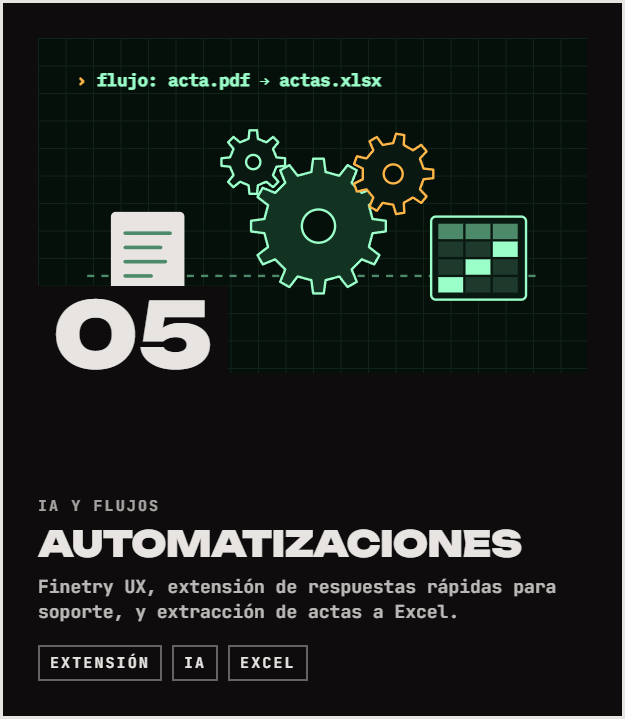 › flujo: acta.pdf → actas.xlsx
05
IA Y FLUJOS
AUTOMATIZACIONES
Finetry UX, extensión de respuestas rápidas para
soporte, y extracción de actas a Excel.
EXTENSIÓN IA EXCEL